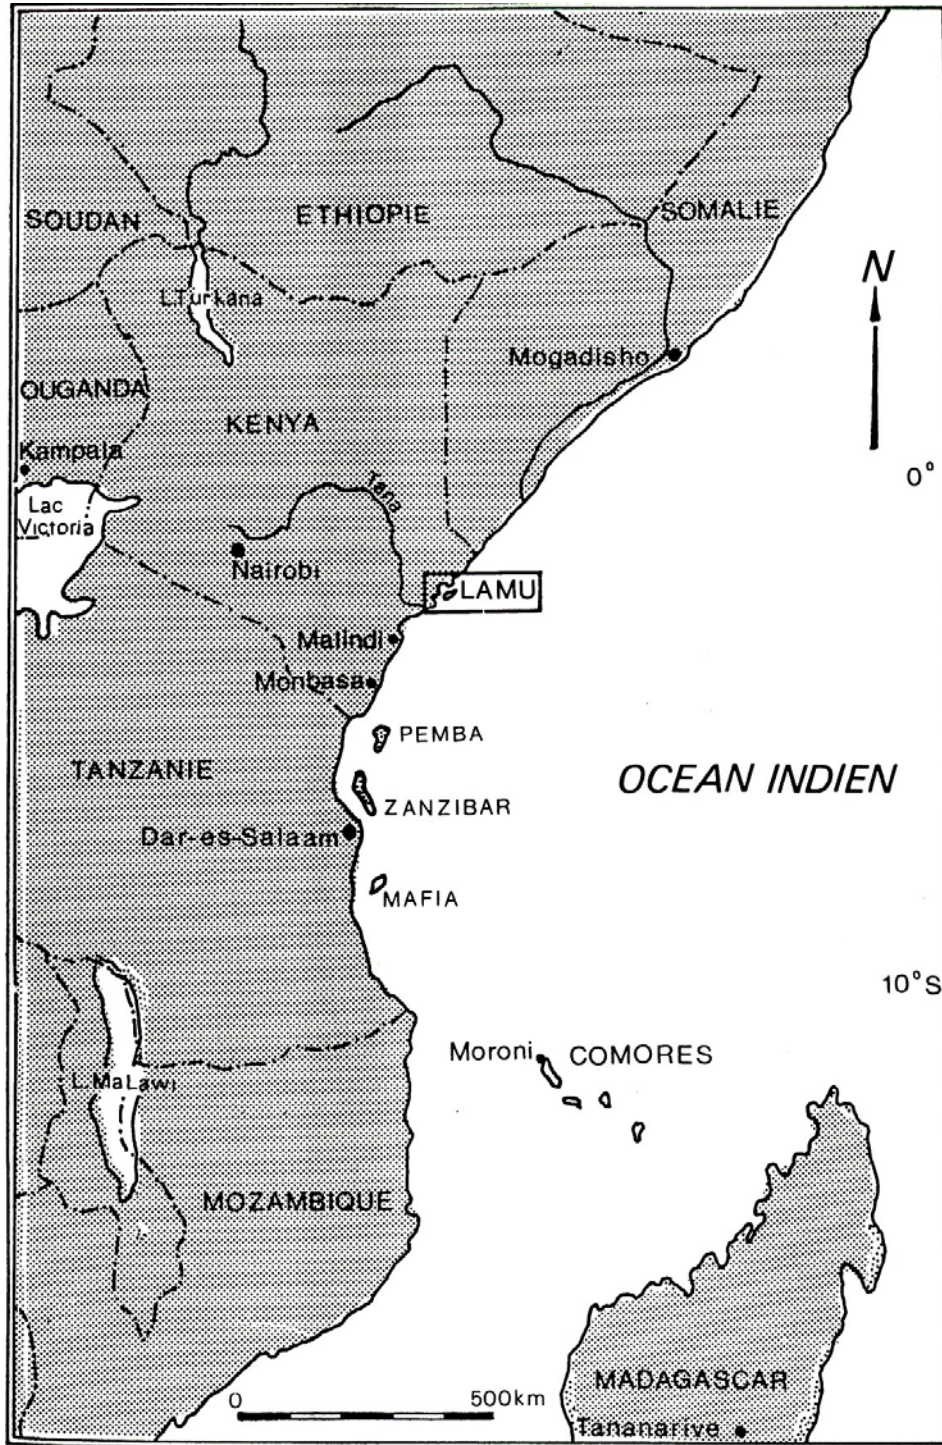 SOUDAN
ETHIOPIE
SOMALIE
N
L.Turkana
Mogadisho
OUGANDA
KENYA
Kampala
0°
Tana
Lac
Victoria
Nairobi
LAMU
Malindi
Monbasa
PEMBA
TANZANIE
OCEAN INDIEN
ZANZIBAR
Dar-es-Salaam
MAFIA
10°S
Moroni
COMORES
L.MaLawi
MOZAMBIQUE
MADAGASCAR
0
500km
Tananarive